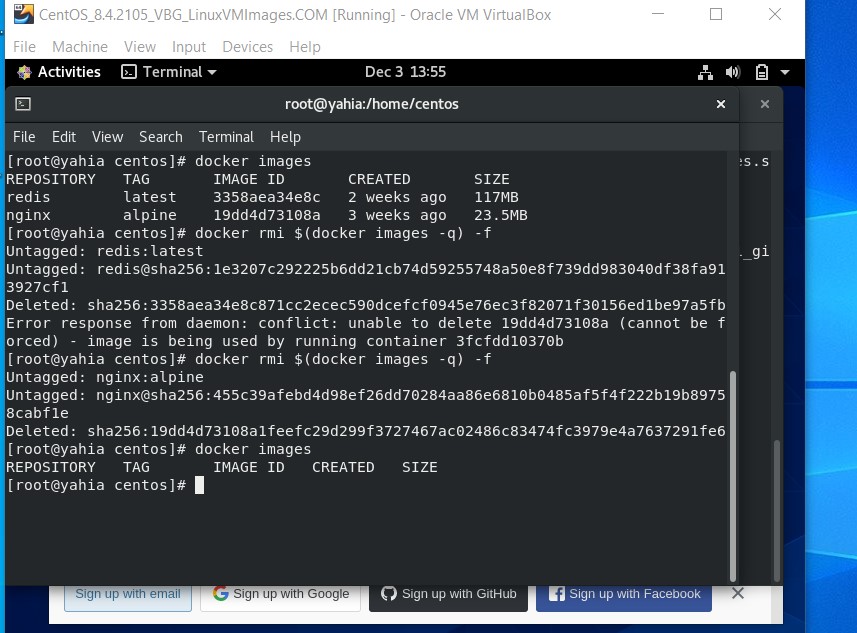 CentOS_8.4.2105_VBG_LinuxVMImages.COM [Running] - Oracle VM VirtualBox
File Machine View Input Devices Help
Activities Terminal Dec 3 13:55
root@yahia:/home/centos
File Edit View Search Terminal Help
[root@yahia centos]# docker images
es.s
REPOSITORY TAG IMAGE ID CREATED SIZE
redis latest 3358aea34e8c 2 weeks ago 117MB
nginx alpine 19dd4d73108a 3 weeks ago 23.5MB
[root@yahia centos]# docker rmi $(docker images -q) -f
Untagged: redis:latest
_gi
Untagged: redis@sha256:1e3207c292225b6dd21cb74d59255748a50e8f739dd983040df38fa91
3927cf1
Deleted: sha256:3358aea34e8c871cc2ecec590dcefcf0945e76ec3f82071f30156ed1be97a5fb
Error response from daemon: conflict: unable to delete 19dd4d73108a (cannot be f
orced) - image is being used by running container 3fcfdd10370b
[root@yahia centos]# docker rmi $(docker images -q) -f
Untagged: nginx:alpine
Untagged: nginx@sha256:455c39afebd4d98ef26dd70284aa86e6810b0485af5f4f222b19b8975
8cabf1e
Deleted: sha256:19dd4d73108a1feefc29d299f3727467ac02486c83474fc3979e4a7637291fe6
[root@yahia centos]# docker images
REPOSITORY TAG IMAGE ID CREATED SIZE
[root@yahia centos]#
Sign up with email Sign up with Google Sign up with GitHub Sign up with Facebook